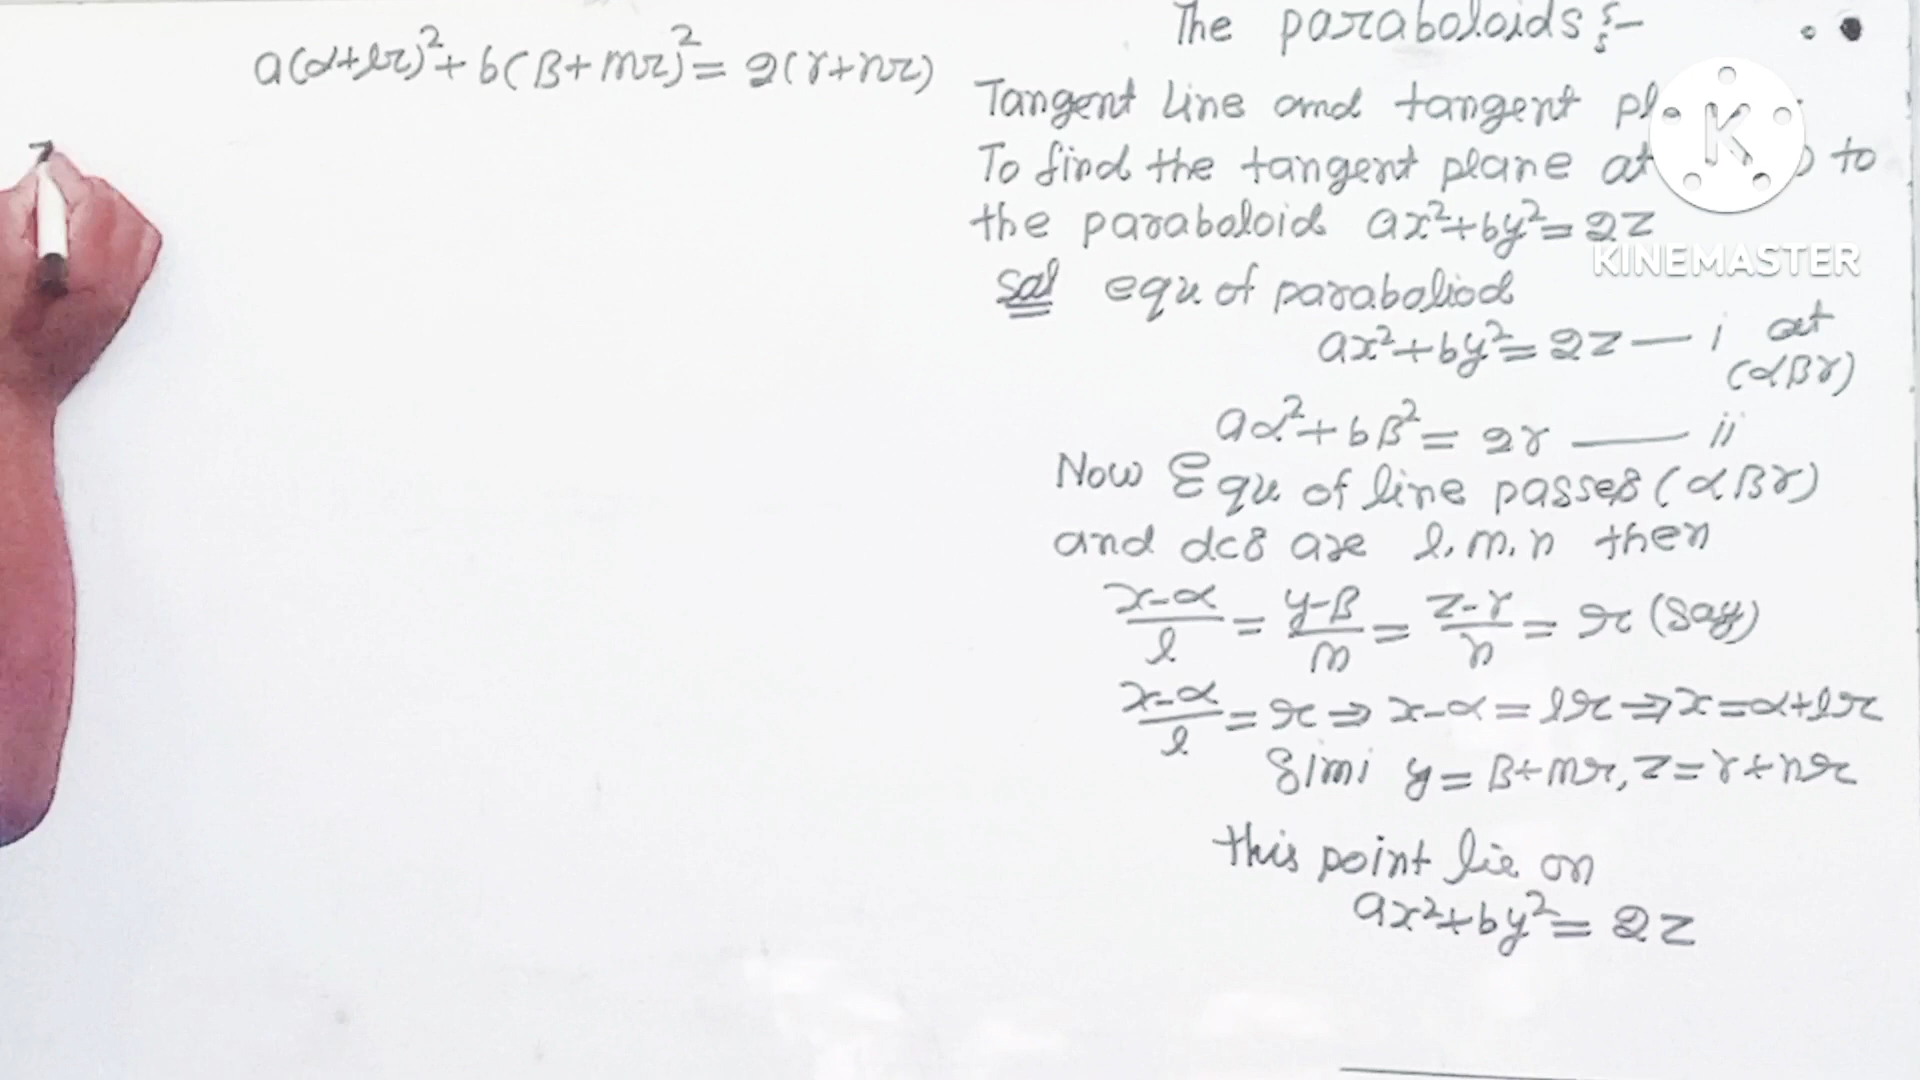 a(α+lr)²+b(β+mr)²=2(γ+nr)
The paraboloids :-
Tangent Line and tangent
To find the tangent plane at to
the paraboloid ax²+by²=2z
Sol equ of paraboliod
ax²+by²=2z — i at
(αβγ)
aα²+bβ²=2γ — ii
Now Equ of line passes (αβγ)
and dcs are l,m,n then
x-α/l = y-β/m = z-γ/n = r (say)
x-α/l = r ⇒ x-α = lr ⇒ x=α+lr
Simi y=β+mr, z=γ+nr
this point lie on
ax²+by²=2z
K
KINEMASTER